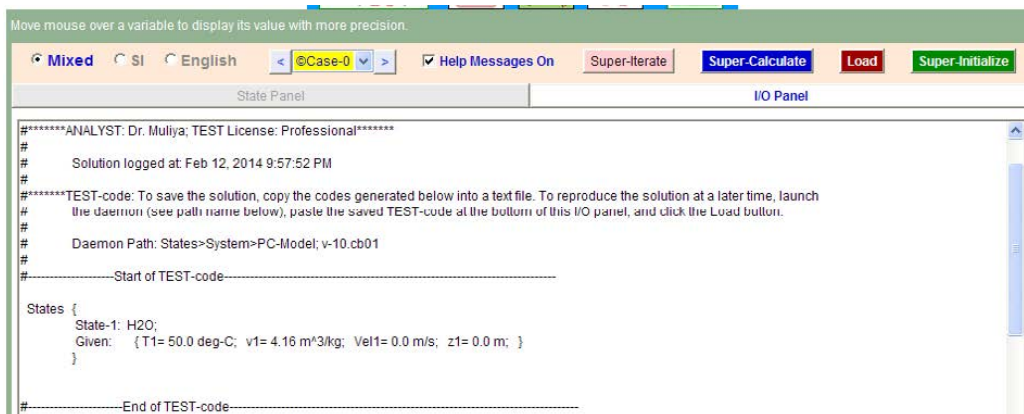 Move mouse over a variable to display its value with more precision.
Mixed SI English < ©Case-0 > Help Messages On Super-Iterate Super-Calculate Load Super-Initialize
State Panel I/O Panel
#*******ANALYST: Dr. Muliya; TEST License: Professional*******
#
# Solution logged at: Feb 12, 2014 9:57:52 PM
#
#*******TEST-code: To save the solution, copy the codes generated below into a text file. To reproduce the solution at a later time, launch
# the daemon (see path name below), paste the saved TEST-code at the bottom of this I/O panel, and click the Load button.
#
# Daemon Path: States>System>PC-Model; v-10.cb01
#
#--------------------Start of TEST-code--------------------------------------------------------------------------------
States {
State-1: H2O;
Given: { T1= 50.0 deg-C; v1= 4.16 m^3/kg; Vel1= 0.0 m/s; z1= 0.0 m; }
}
#----------------------End of TEST-code--------------------------------------------------------------------------------